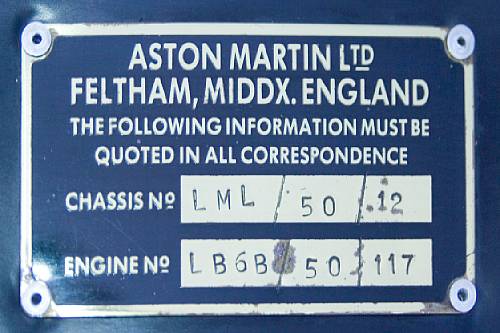 ASTON MARTIN LTD
FELTHAM, MIDDX. ENGLAND
THE FOLLOWING INFORMATION MUST BE
QUOTED IN ALL CORRESPONDENCE
CHASSIS Nº LML/50/12
ENGINE Nº LB6B/50/117